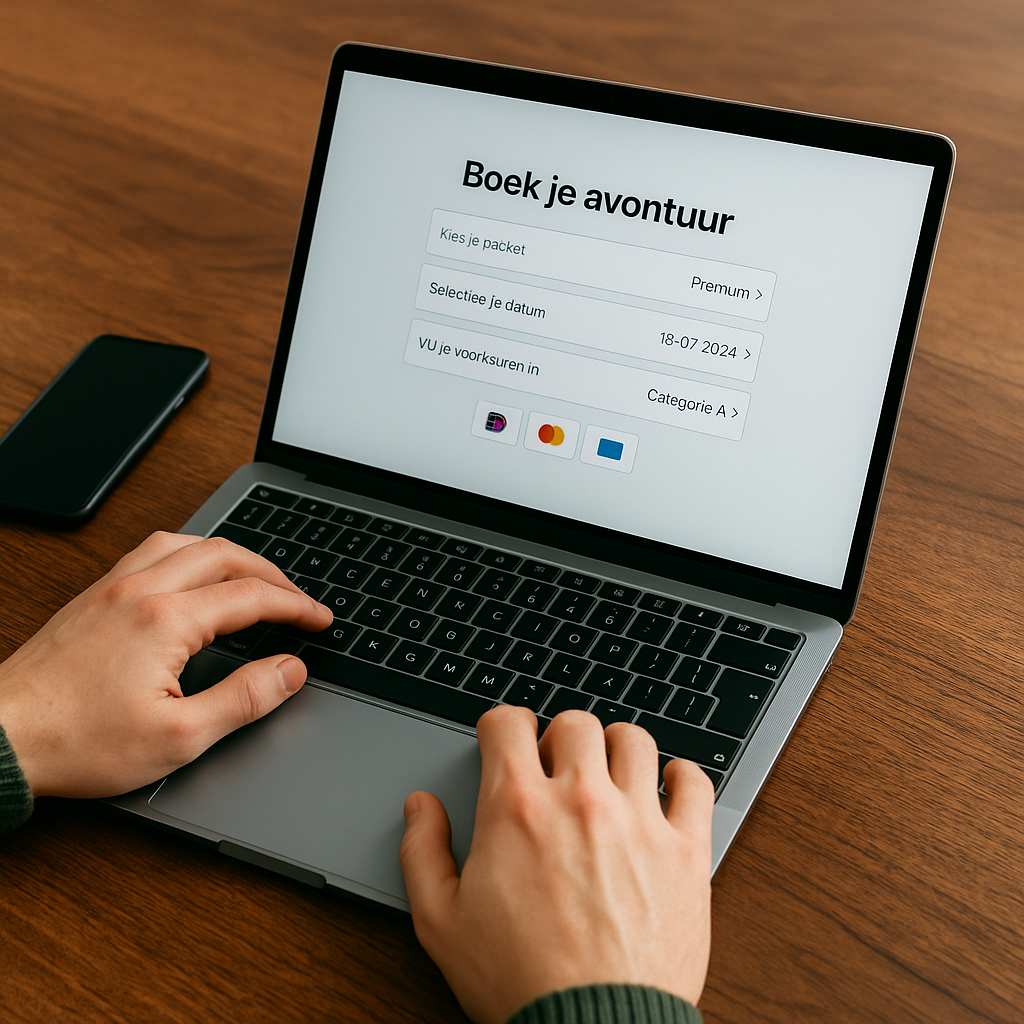 Boek je avontuur
Kies je packet
Premum >
Selectiee je datum
18-07 2024 >
VU je voorksuren in
Categorie A >